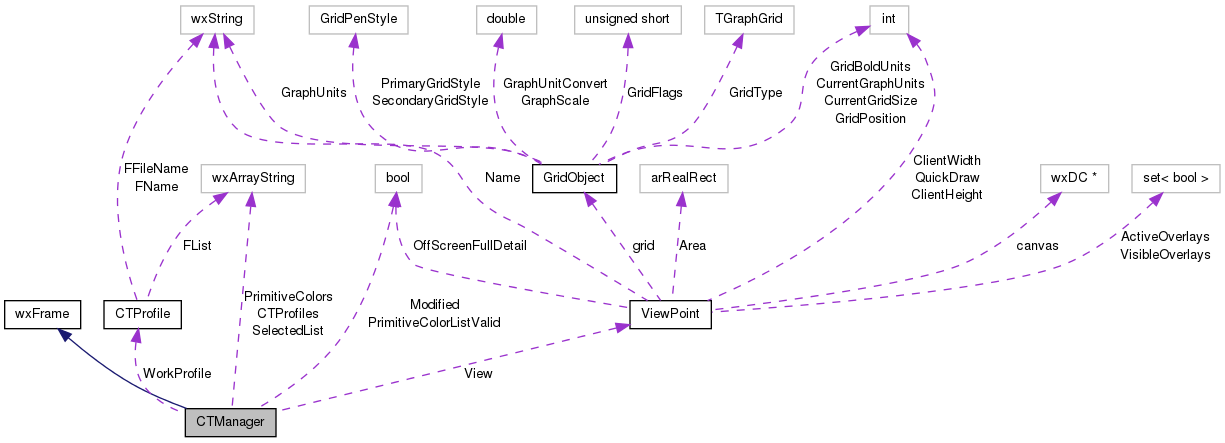 wxString
GridPenStyle
double
unsigned short
TGraphGrid
int
GraphUnits
PrimaryGridStyle
SecondaryGridStyle
GraphUnitConvert
GraphScale
GridFlags
GridType
GridBoldUnits
CurrentGraphUnits
CurrentGridSize
GridPosition
FFileName
FName
wxArrayString
bool
Name
GridObject
arRealRect
ClientWidth
QuickDraw
ClientHeight
wxDC *
set< bool >
FList
OffScreenFullDetail
grid
Area
canvas
ActiveOverlays
VisibleOverlays
wxFrame
CTProfile
PrimitiveColors
CTProfiles
SelectedList
Modified
PrimitiveColorListValid
ViewPoint
WorkProfile
View
CTManager